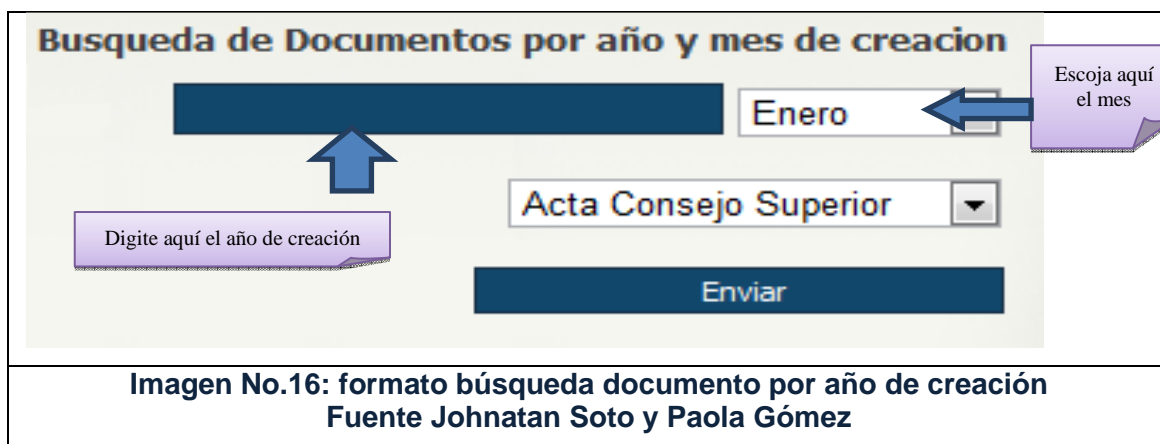 Busqueda de Documentos por año y mes de creacion
Escoja aquí
el mes
Enero
Acta Consejo Superior
Digite aquí el año de creación
Enviar
Imagen No.16: formato búsqueda documento por año de creación
Fuente Johnatan Soto y Paola Gómez